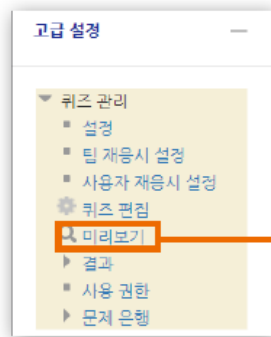 고급 설정
퀴즈 관리
설정
팀 재응시 설정
사용자 재응시 설정
퀴즈 편집
미리보기
결과
사용 권한
문제 은행